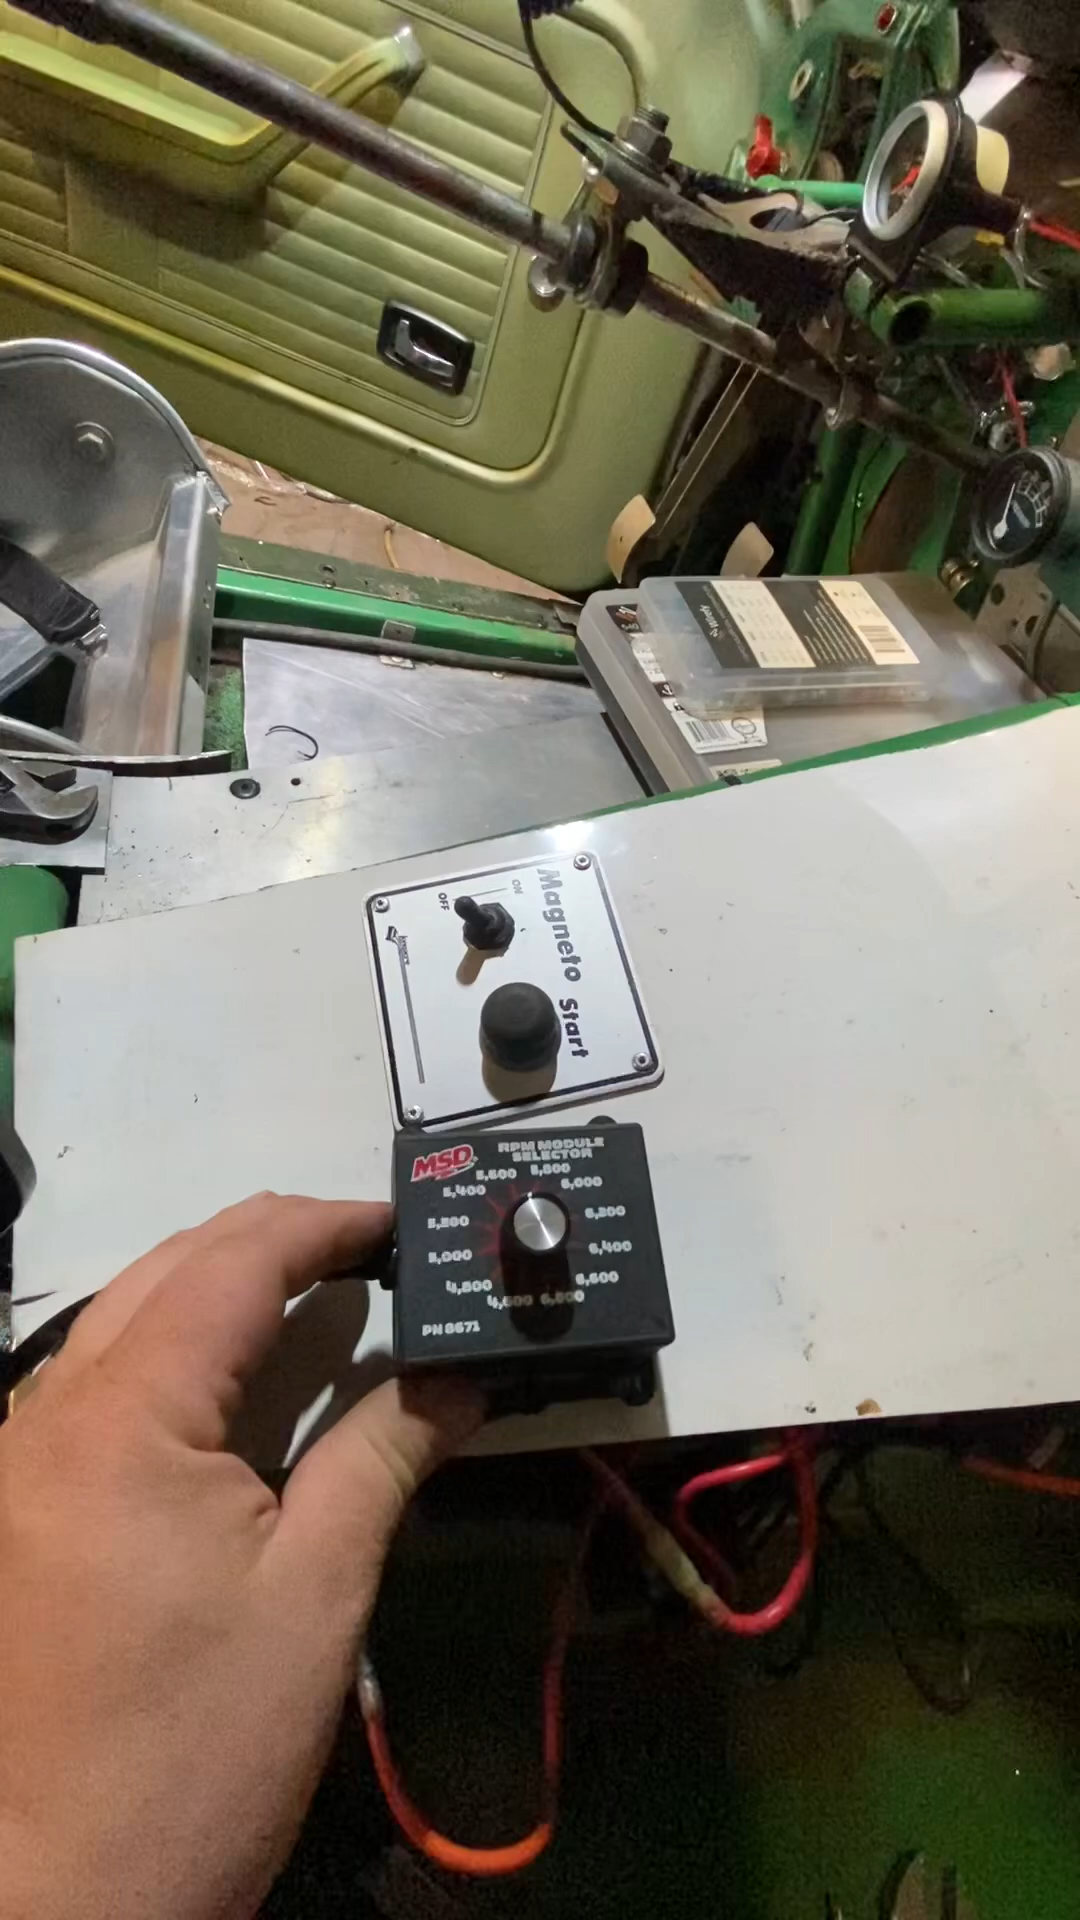 Winly
OFF
ON
Magneto Start
MSD
RPM MODULE
SELECTOR
5,600 5,800
5,400 6,000
5,200 6,200
5,000 6,400
4,800 6,600
4,600 6,800
PN 8671